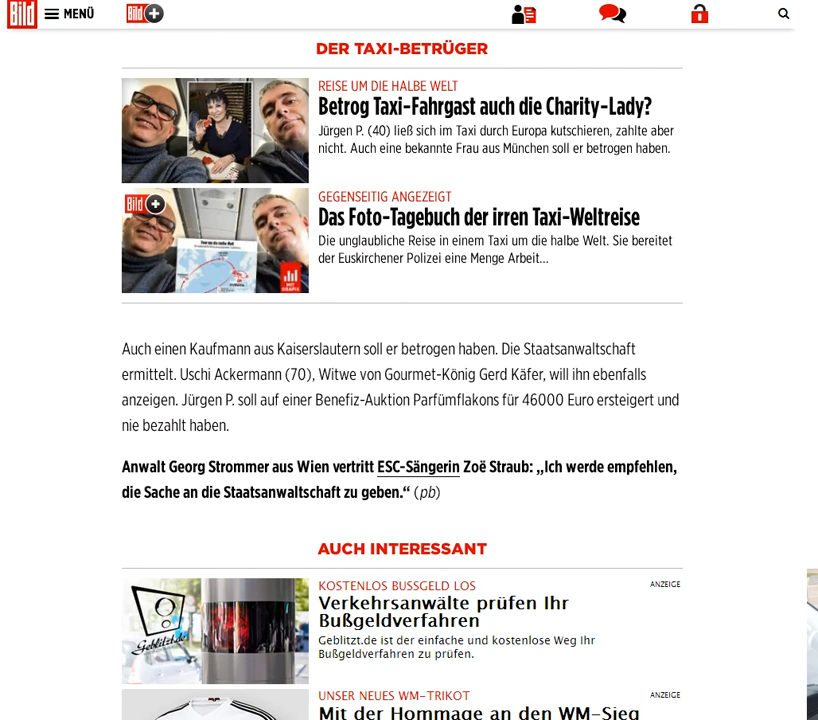 Bild
MENÜ
Bild+
DER TAXI-BETRÜGER
REISE UM DIE HALBE WELT
Betrog Taxi-Fahrgast auch die Charity-Lady?
Jürgen P. (40) ließ sich im Taxi durch Europa kutschieren, zahlte aber
nicht. Auch eine bekannte Frau aus München soll er betrogen haben.
Bild+
MIT GRAFIK
GEGENSEITIG ANGEZEIGT
Das Foto-Tagebuch der irren Taxi-Weltreise
Die unglaubliche Reise in einem Taxi um die halbe Welt. Sie bereitet
der Euskirchener Polizei eine Menge Arbeit...
Auch einen Kaufmann aus Kaiserslautern soll er betrogen haben. Die Staatsanwaltschaft
ermittelt. Uschi Ackermann (70), Witwe von Gourmet-König Gerd Käfer, will ihn ebenfalls
anzeigen. Jürgen P. soll auf einer Benefiz-Auktion Parfümflakons für 46000 Euro ersteigert und
nie bezahlt haben.
Anwalt Georg Strommer aus Wien vertritt ESC-Sängerin Zoë Straub: „Ich werde empfehlen,
die Sache an die Staatsanwaltschaft zu geben.“ (pb)
AUCH INTERESSANT
Geblitzt.de
KOSTENLOS BUSSGELD LOS
ANZEIGE
Verkehrsanwälte prüfen Ihr
Bußgeldverfahren
Geblitzt.de ist der einfache und kostenlose Weg Ihr
Bußgeldverfahren zu prüfen.
UNSER NEUES WM-TRIKOT
ANZEIGE
Mit der Hommage an den WM-Sieg